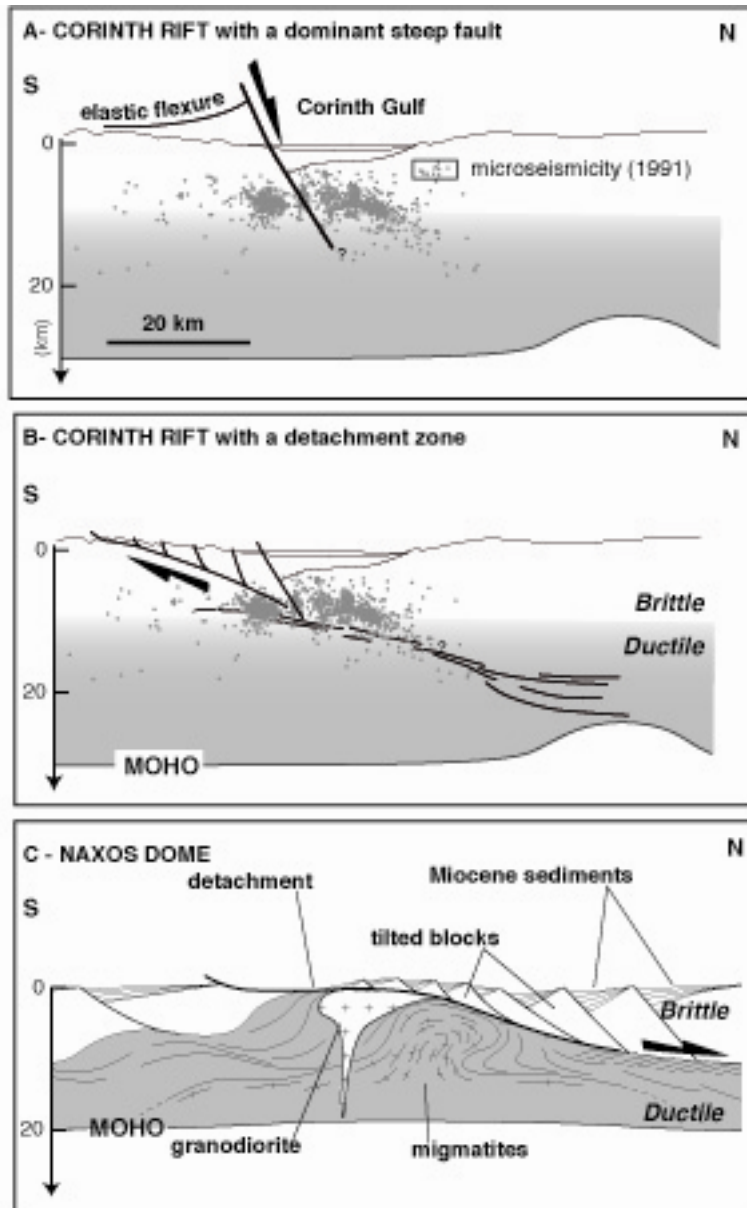 A- CORINTH RIFT with a dominant steep fault
N
S
elastic flexure
Corinth Gulf
0
microseismicity (1991)
?
20
20 km
(km)
B- CORINTH RIFT with a detachment zone
N
S
0
Brittle
Ductile
?
20
MOHO
C - NAXOS DOME
N
detachment
Miocene sediments
S
tilted blocks
0
Brittle
Ductile
20
MOHO
granodiorite
migmatites